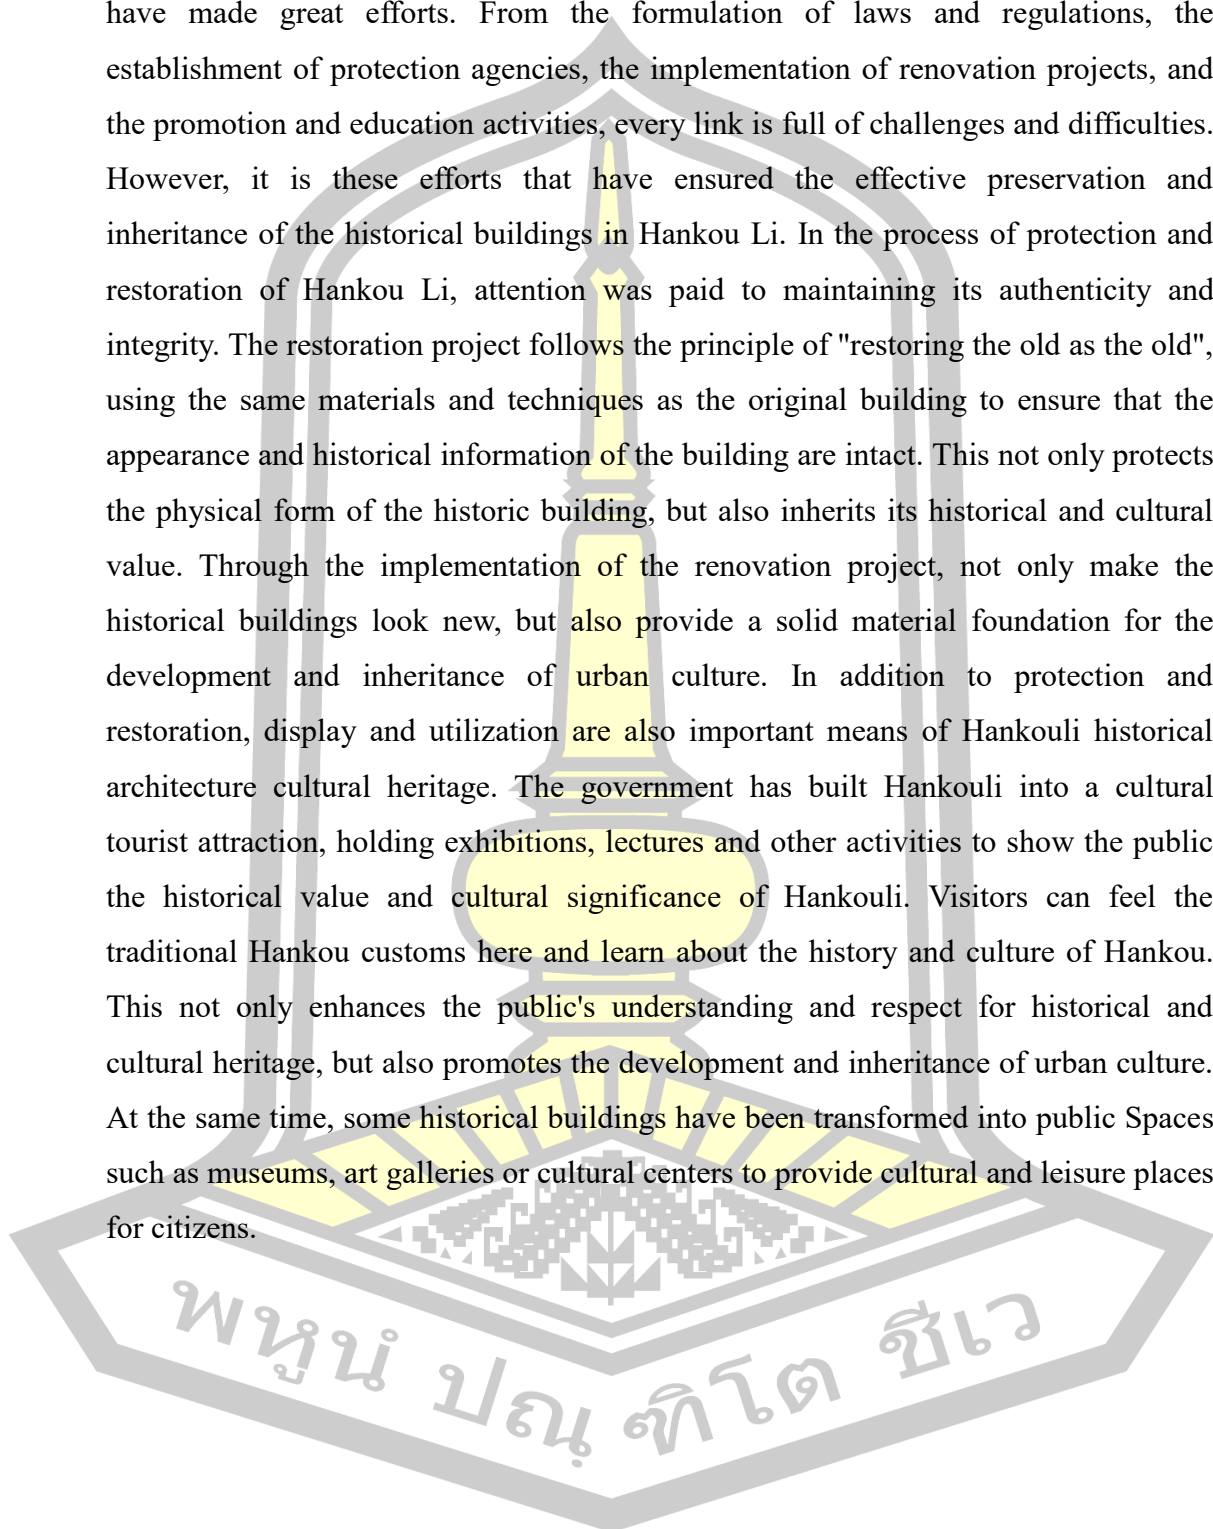 have made great efforts. From the formulation of laws and regulations, the
establishment of protection agencies, the implementation of renovation projects, and
the promotion and education activities, every link is full of challenges and difficulties.
However, it is these efforts that have ensured the effective preservation and
inheritance of the historical buildings in Hankou Li. In the process of protection and
restoration of Hankou Li, attention was paid to maintaining its authenticity and
integrity. The restoration project follows the principle of "restoring the old as the old",
using the same materials and techniques as the original building to ensure that the
appearance and historical information of the building are intact. This not only protects
the physical form of the historic building, but also inherits its historical and cultural
value. Through the implementation of the renovation project, not only make the
historical buildings look new, but also provide a solid material foundation for the
development and inheritance of urban culture. In addition to protection and
restoration, display and utilization are also important means of Hankouli historical
architecture cultural heritage. The government has built Hankouli into a cultural
tourist attraction, holding exhibitions, lectures and other activities to show the public
the historical value and cultural significance of Hankouli. Visitors can feel the
traditional Hankou customs here and learn about the history and culture of Hankou.
This not only enhances the public's understanding and respect for historical and
cultural heritage, but also promotes the development and inheritance of urban culture.
At the same time, some historical buildings have been transformed into public Spaces
such as museums, art galleries or cultural centers to provide cultural and leisure places
for citizens.
พหูนํ ปณฺฑิโต ชีเว